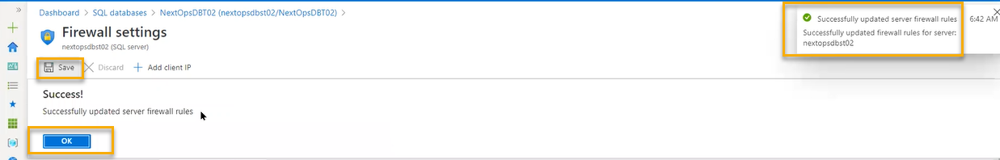 »
Dashboard > SQL databases > NextOpsDBT02 (nextopsdbst02/NextOpsDBT02) >
Firewall settings
nextopsdbst02 (SQL server)
Save Discard + Add client IP
Success!
Successfully updated server firewall rules
OK
Successfully updated server firewall rules 6:42 AM
Successfully updated firewall rules for server:
nextopsdbst02